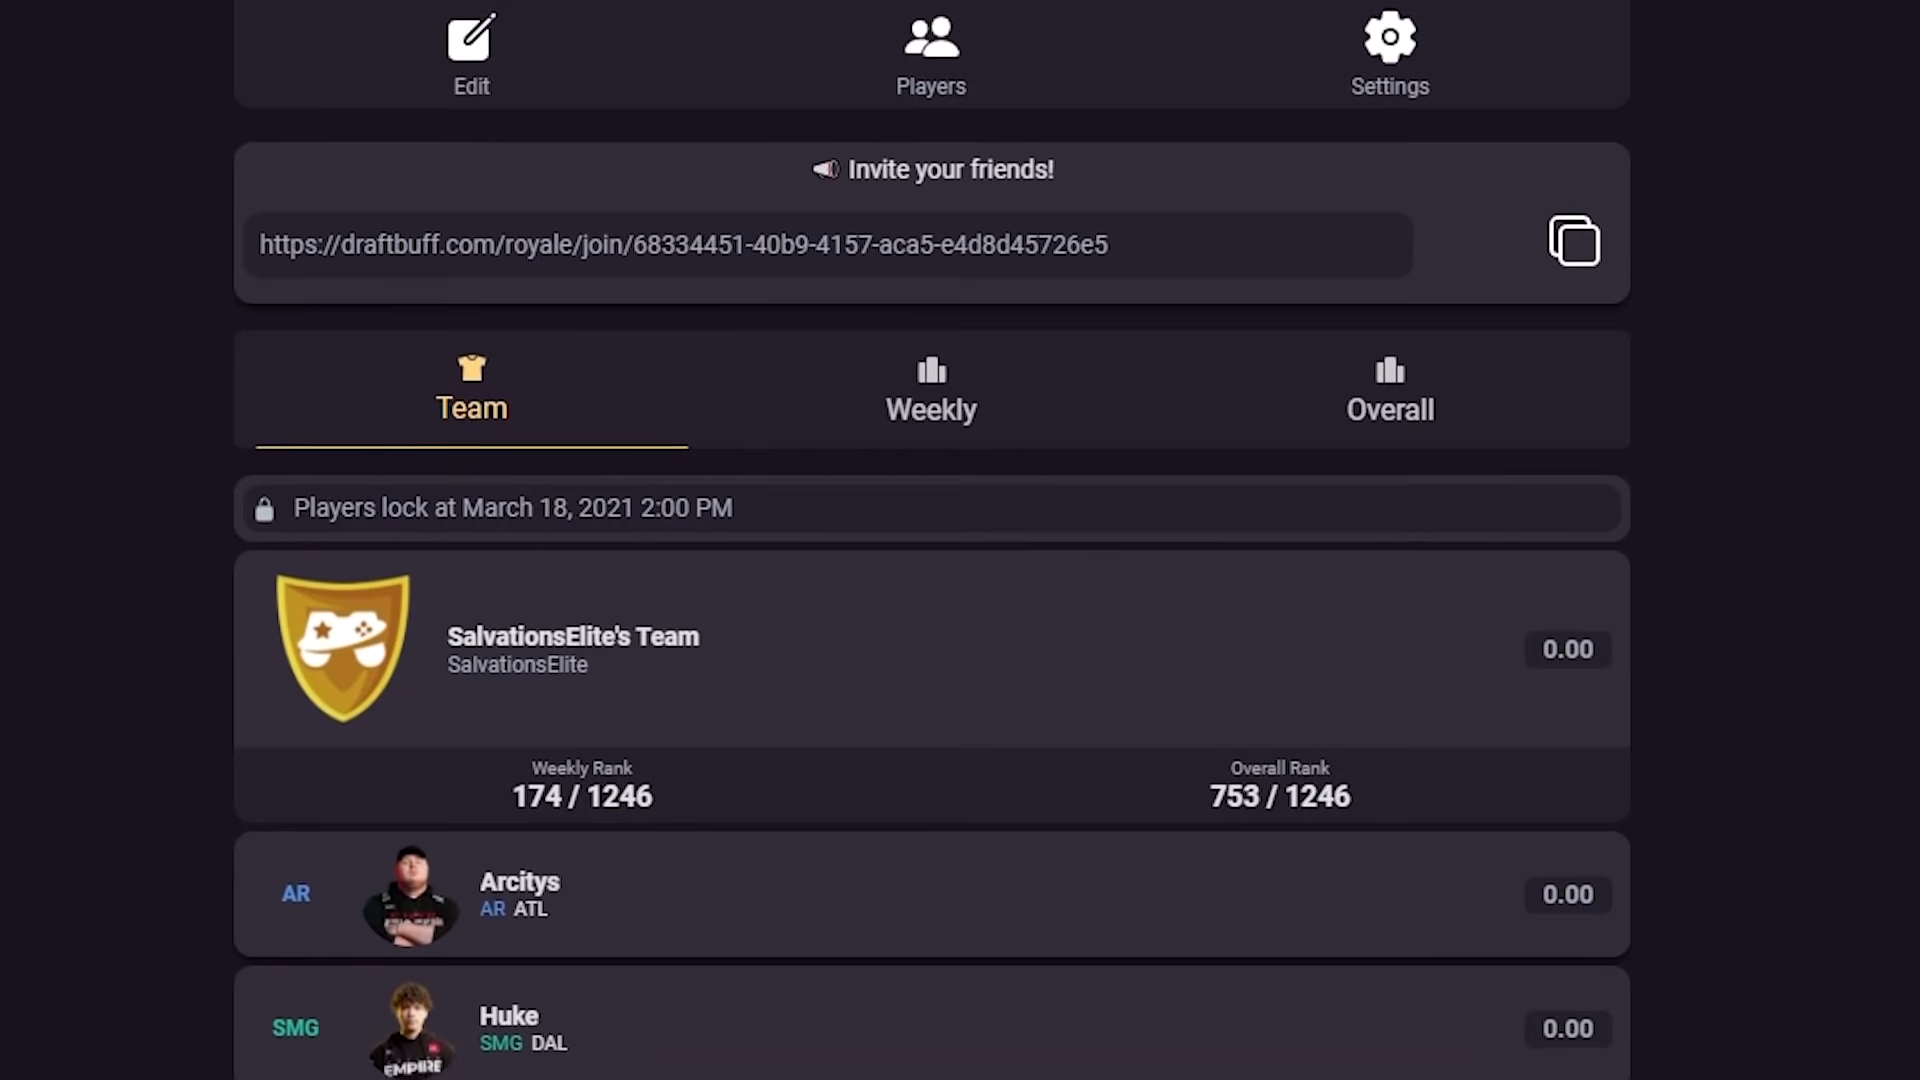 Edit
Players
Settings
Invite your friends!
https://draftbuff.com/royale/join/68334451-40b9-4157-aca5-e4d8d45726e5
Team
Weekly
Overall
Players lock at March 18, 2021 2:00 PM
SalvationsElite's Team
SalvationsElite
0.00
Weekly Rank
174 / 1246
Overall Rank
753 / 1246
AR
Arcitys
AR ATL
0.00
SMG
Huke
SMG DAL
EMPIRE
0.00